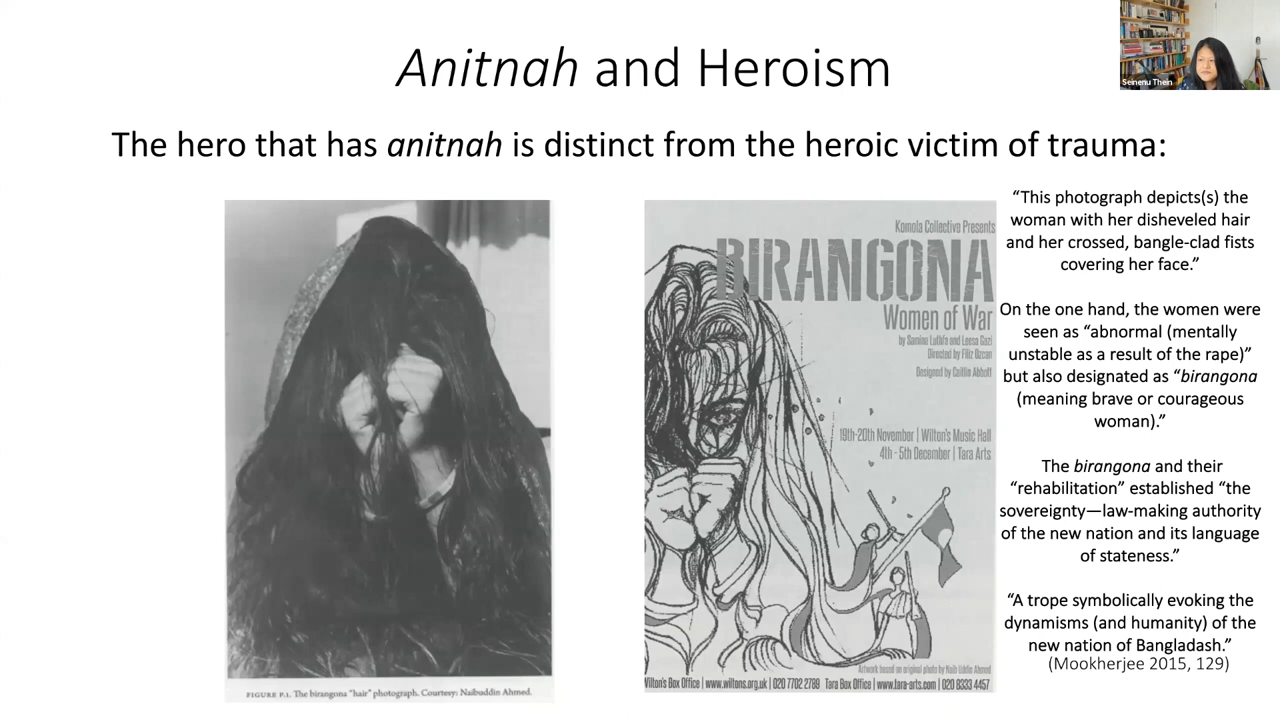 Anitnah and Heroism
Seinenu Thein
The hero that has anitnah is distinct from the heroic victim of trauma:
FIGURE P.1. The birangona "hair" photograph. Courtesy: Naibuddin Ahmed.
Komola Collective Presents
BIRANGONA
Women of War
by Samina Luthfa and Leesa Gazi
Directed by Filiz Ozcan
Designed by Caitlin Abbott
19th-20th November | Wilton's Music Hall
4th - 5th December | Tara Arts
Artwork based on original photo by Naib Uddin Ahmed
Wilton's Box Office | www.wiltons.org.uk | 020 7702 2789 Tara Box Office | www.tara-arts.com | 020 8333 4457
“This photograph depicts(s) the
woman with her disheveled hair
and her crossed, bangle-clad fists
covering her face.”
On the one hand, the women were
seen as “abnormal (mentally
unstable as a result of the rape)”
but also designated as “birangona
(meaning brave or courageous
woman).”
The birangona and their
“rehabilitation” established “the
sovereignty—law-making authority
of the new nation and its language
of stateness.”
“A trope symbolically evoking the
dynamisms (and humanity) of the
new nation of Bangladash.”
(Mookherjee 2015, 129)